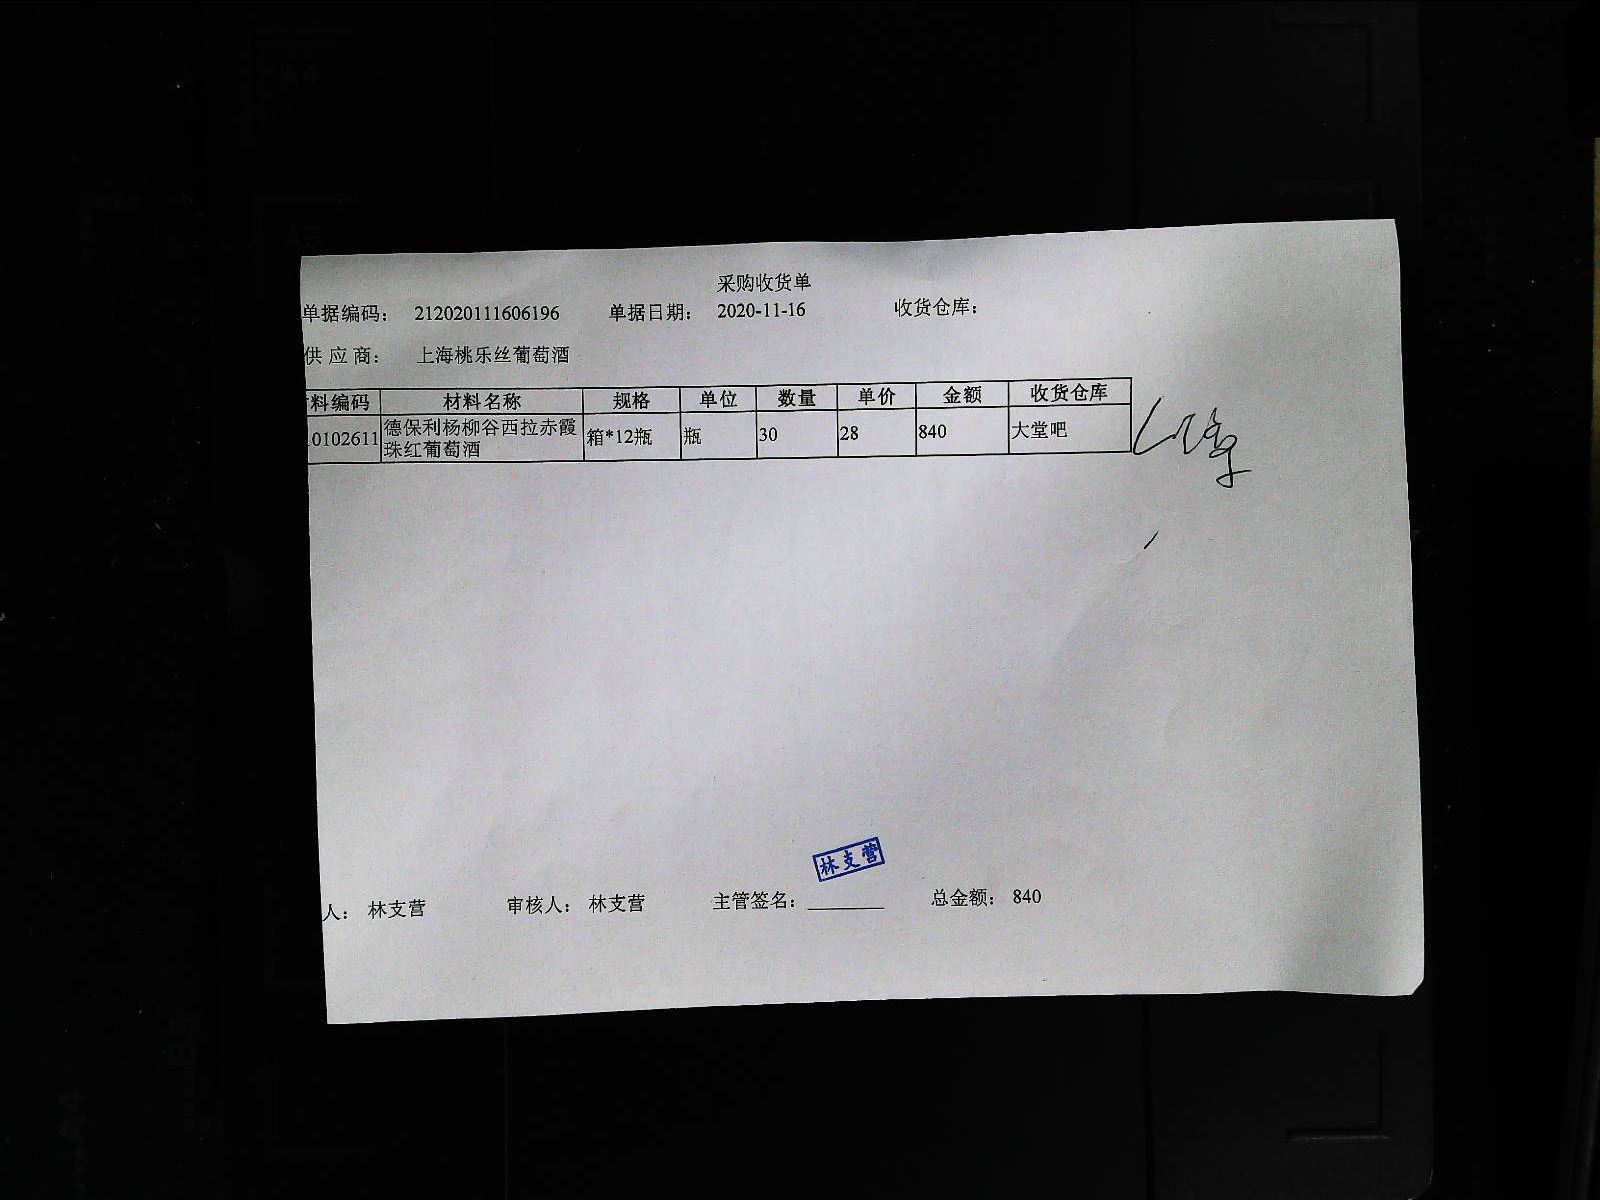 采购收货单
单据编码： 212020111606196 单据日期： 2020-11-16 收货仓库：
供 应 商： 上海桃乐丝葡萄酒
料编码 材料名称 规格 单位 数量 单价 金额 收货仓库
0102611 德保利杨柳谷西拉赤霞 箱*12瓶 瓶 30 28 840 大堂吧
珠红葡萄酒
林支营
人： 林支营 审核人： 林支营 主管签名： 总金额： 840